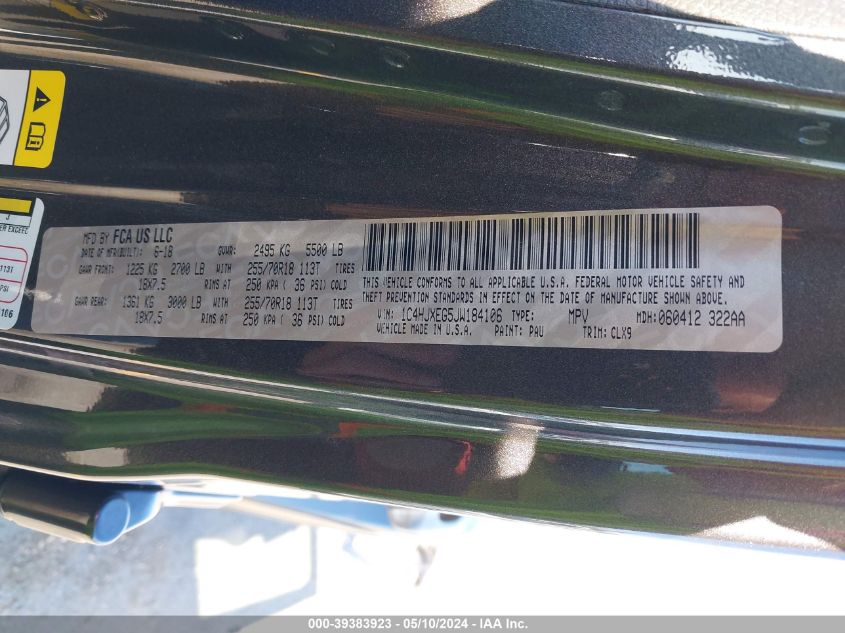 J
R EXCEED
1131
PSI
106
MFD BY FCA US LLC
DATE OF MFR(BUILT): 6-18 GVWR: 2495 KG 5500 LB
GAWR FRONT: 1225 KG 2700 LB WITH 255/70R18 113T TIRES
18X7.5 RIMS AT 250 KPA ( 36 PSI) COLD
GAWR REAR: 1361 KG 3000 LB WITH 255/70R18 113T TIRES
18X7.5 RIMS AT 250 KPA ( 36 PSI) COLD
THIS VEHICLE CONFORMS TO ALL APPLICABLE U.S.A. FEDERAL MOTOR VEHICLE SAFETY AND
THEFT PREVENTION STANDARDS IN EFFECT ON THE DATE OF MANUFACTURE SHOWN ABOVE.
VIN: 1C4HJXEG5JW184106 TYPE: MPV MDH: 060412 322AA
VEHICLE MADE IN U.S.A. PAINT: PAU TRIM: CLX9
000-39383923 - 05/10/2024 - IAA Inc.